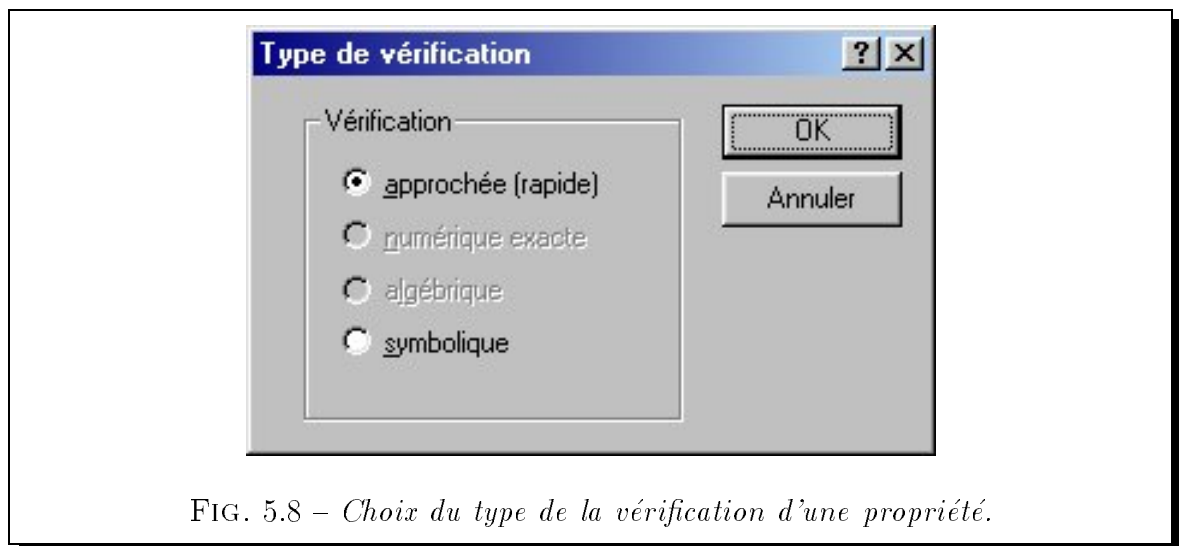 Type de vérification
Vérification
approchée (rapide)
numérique exacte
algébrique
symbolique
OK
Annuler
FIG. 5.8 – Choix du type de la vérification d'une propriété.